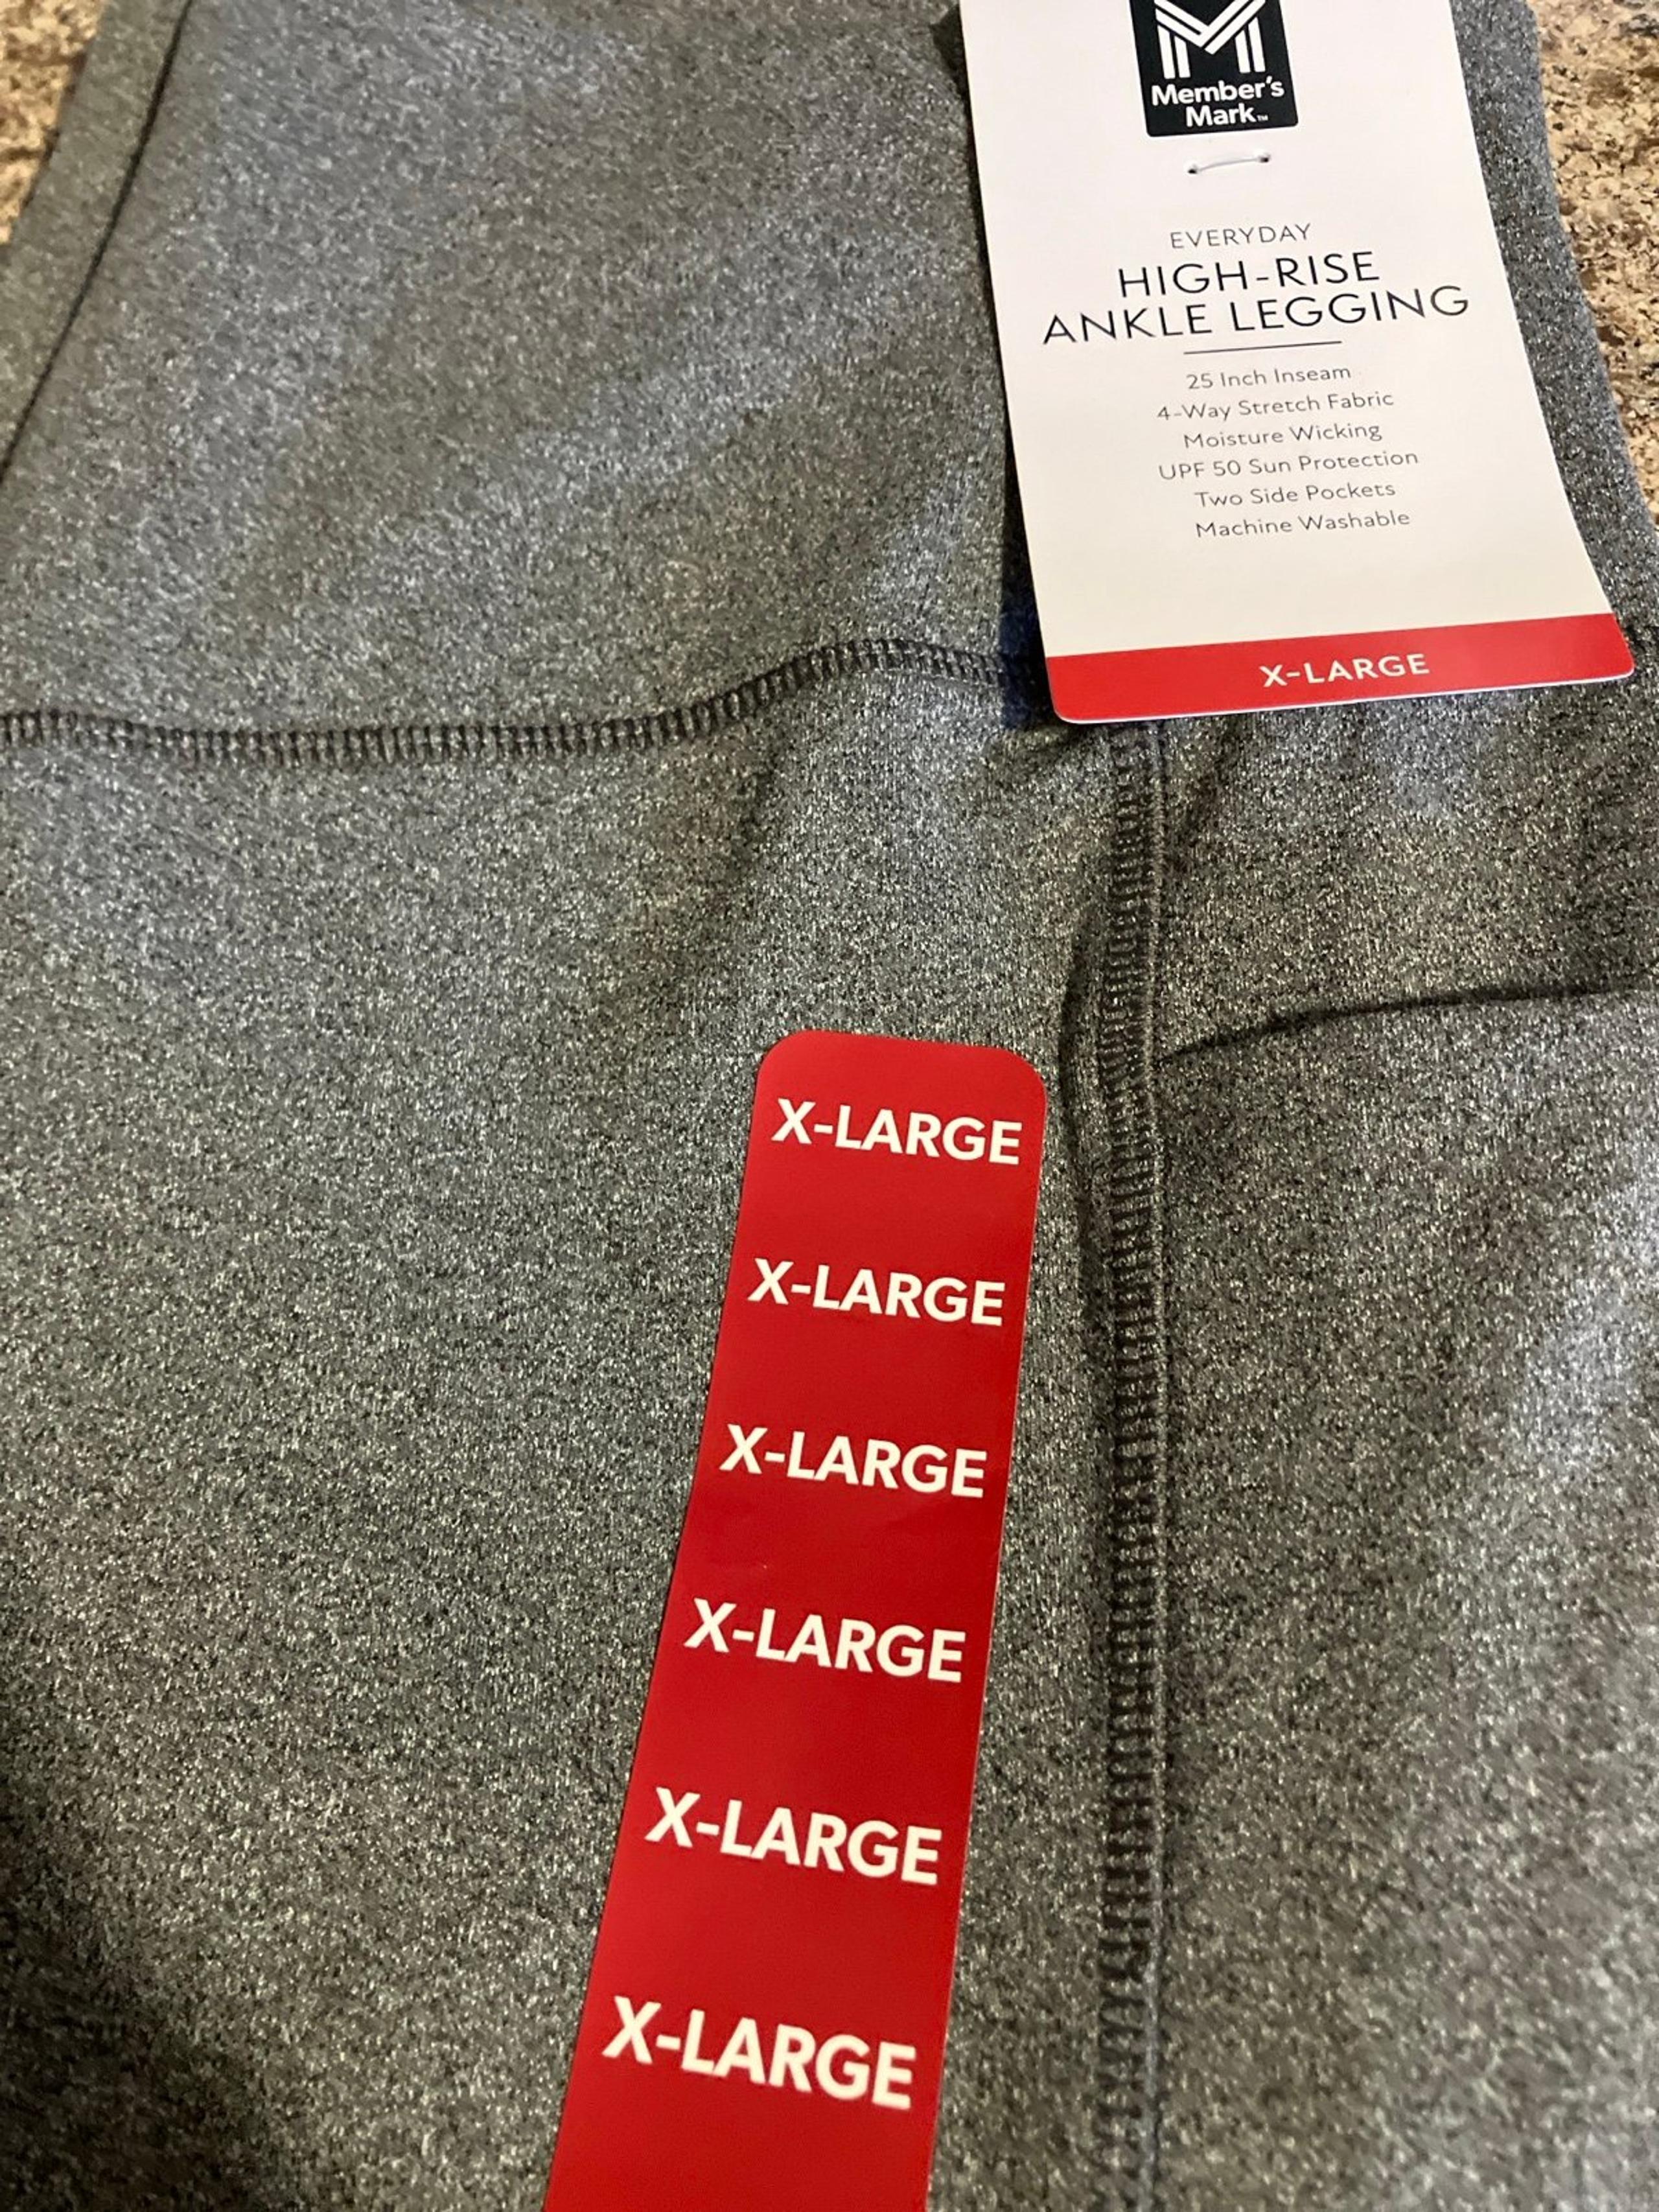 Member's
Mark™
EVERYDAY
HIGH-RISE
ANKLE LEGGING
25 Inch Inseam
4-Way Stretch Fabric
Moisture Wicking
UPF 50 Sun Protection
Two Side Pockets
Machine Washable
X-LARGE
X-LARGE
X-LARGE
X-LARGE
X-LARGE
X-LARGE
X-LARGE